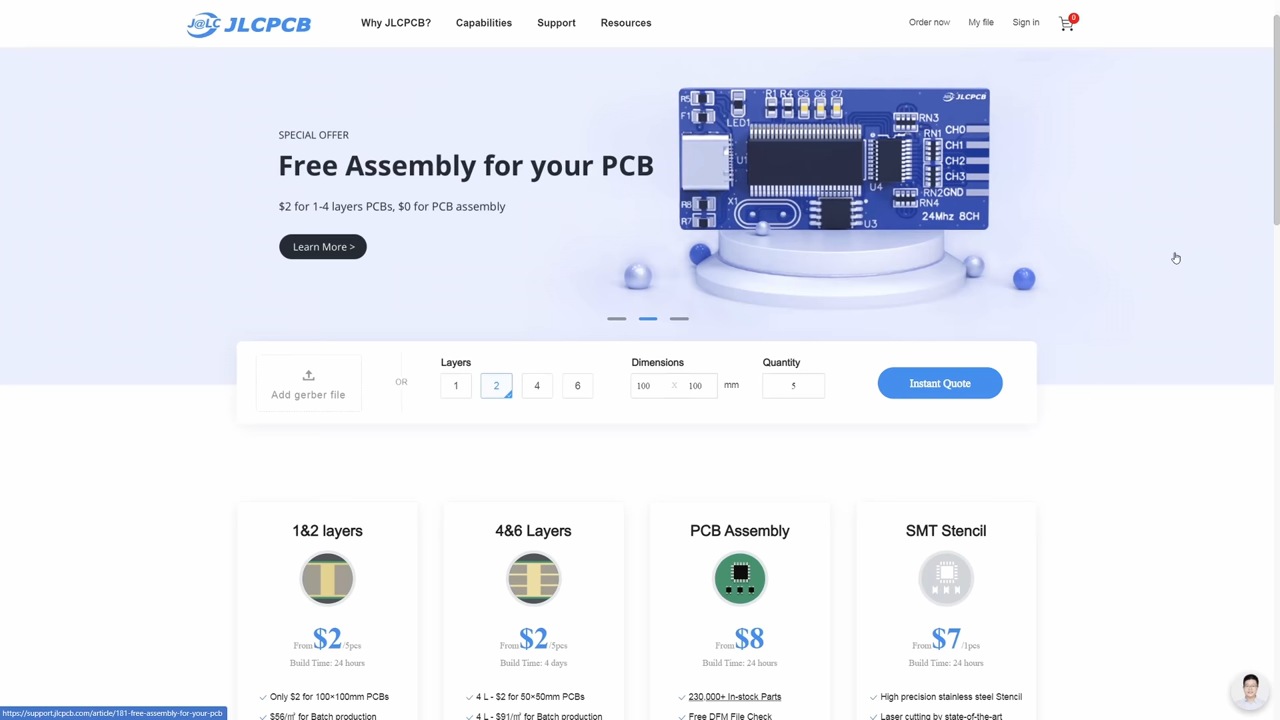 J@LC JLCPCB
Why JLCPCB?
Capabilities
Support
Resources
Order now
My file
Sign in
0
SPECIAL OFFER
Free Assembly for your PCB
$2 for 1-4 layers PCBs, $0 for PCB assembly
Learn More >
R5
F1
LED1
R1 R4 C5 C6 C7
JLCPCB
RN3
RN1
CH0
CH1
CH2
CH3
GND
U1
U4
RN2
RN4
R8
R7
X1
U3
24Mhz 8CH
Add gerber file
OR
Layers
1
2
4
6
Dimensions
100 X 100 mm
Quantity
5
Instant Quote
1&2 layers
From $2 /5pcs
Build Time: 24 hours
Only $2 for 100×100mm PCBs
$56/㎡ for Batch production
4&6 Layers
From $2 /5pcs
Build Time: 4 days
4 L - $2 for 50×50mm PCBs
4 L - $91/㎡ for Batch production
PCB Assembly
From $8
Build Time: 24 hours
230,000+ In-stock Parts
Free DFM File Check
SMT Stencil
From $7 /1pcs
Build Time: 24 hours
High precision stainless steel Stencil
Laser cutting by state-of-the-art
https://support.jlcpcb.com/article/181-free-assembly-for-your-pcb